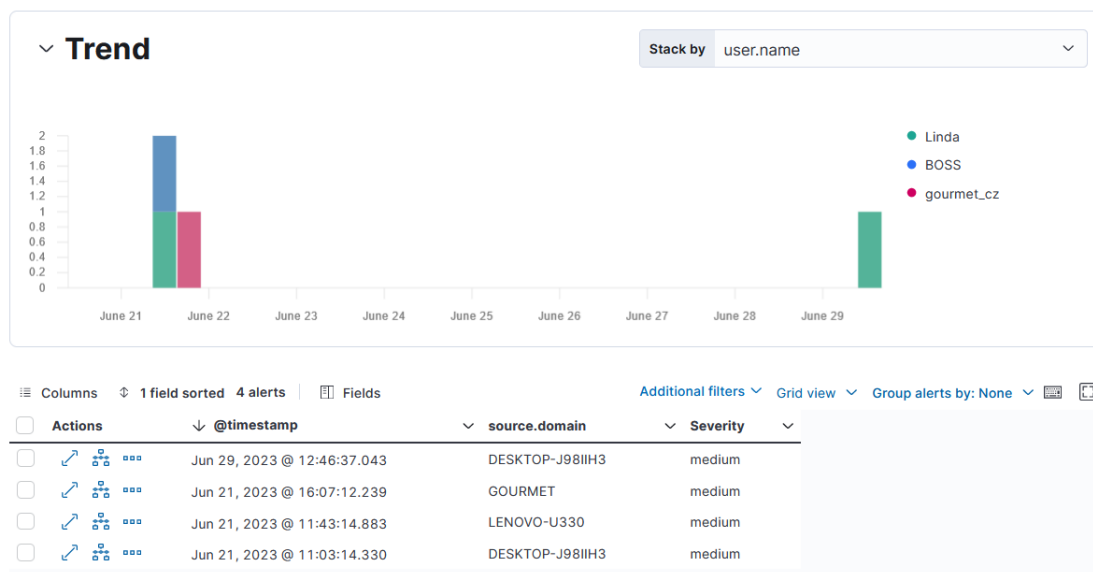 Trend
Stack by user.name
2
1.8
1.6
1.4
1.2
1
0.8
0.6
0.4
0.2
0
June 21 June 22 June 23 June 24 June 25 June 26 June 27 June 28 June 29
Linda
BOSS
gourmet_cz
Columns 1 field sorted 4 alerts Fields Additional filters Grid view Group alerts by: None
Actions @timestamp source.domain Severity
Jun 29, 2023 @ 12:46:37.043 DESKTOP-J98IIH3 medium
Jun 21, 2023 @ 16:07:12.239 GOURMET medium
Jun 21, 2023 @ 11:43:14.883 LENOVO-U330 medium
Jun 21, 2023 @ 11:03:14.330 DESKTOP-J98IIH3 medium